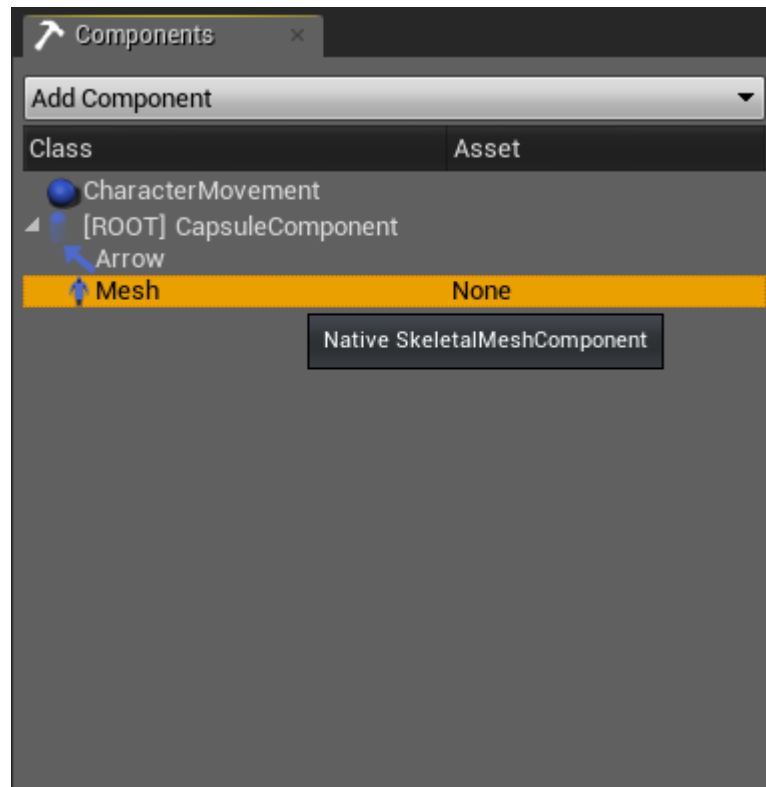 Components
Add Component
Class Asset
CharacterMovement
[ROOT] CapsuleComponent
Arrow
Mesh None
Native SkeletalMeshComponent